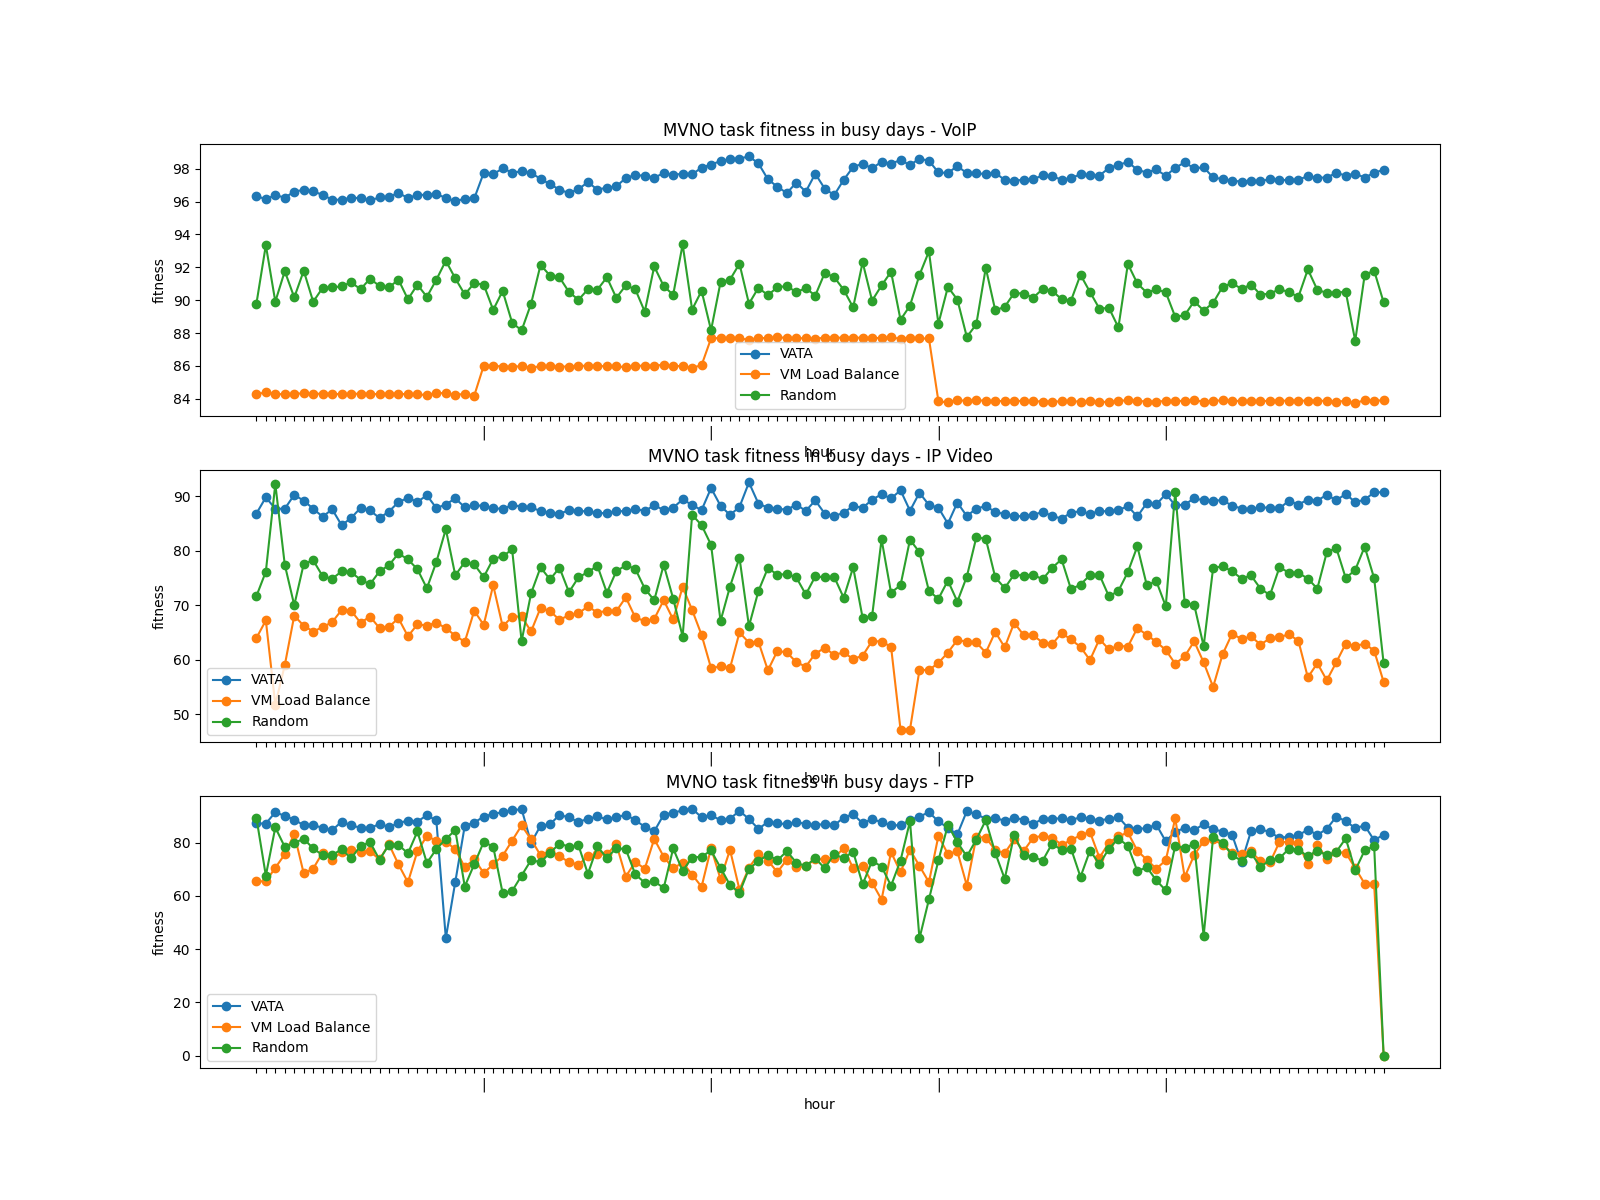 MVNO task fitness in busy days - VoIP
98
96
94
92
90
88
86
84
fitness
VATA
VM Load Balance
Random
|
|
|
|
hour
MVNO task fitness in busy days - IP Video
90
80
70
60
50
fitness
VATA
VM Load Balance
Random
|
|
|
|
hour
MVNO task fitness in busy days - FTP
80
60
40
20
0
fitness
VATA
VM Load Balance
Random
|
|
|
|
hour